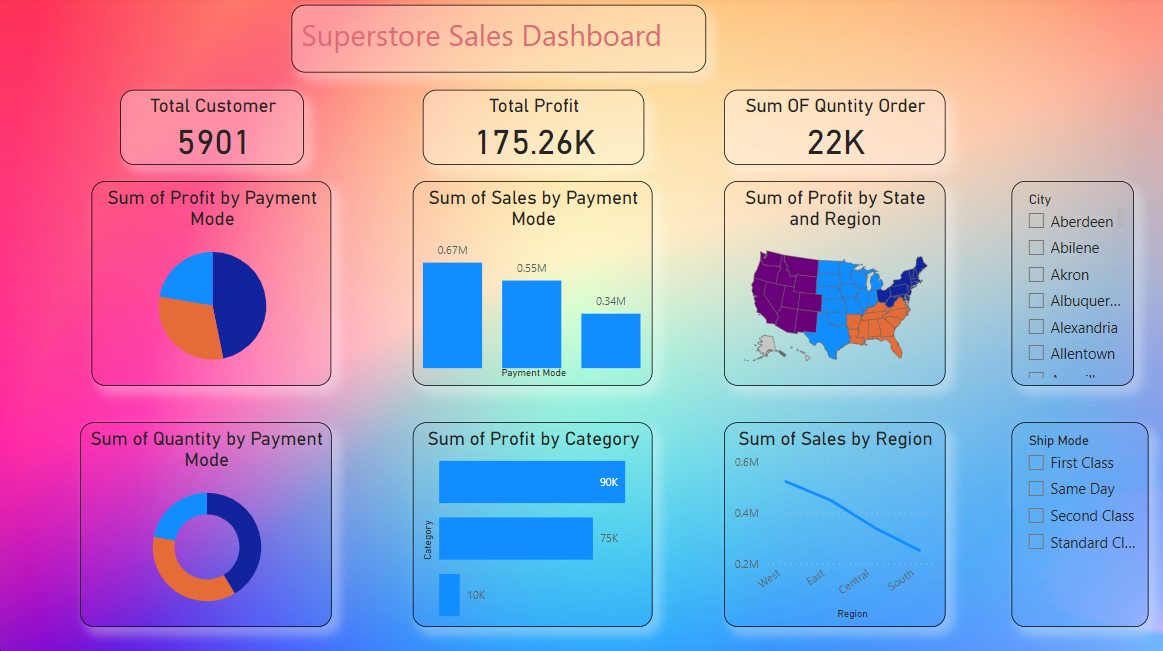 Superstore Sales Dashboard
Total Customer
5901
Total Profit
175.26K
Sum OF Quntity Order
22K
Sum of Profit by Payment
Mode
Sum of Sales by Payment
Mode
0.67M
0.55M
0.34M
Payment Mode
Sum of Profit by State
and Region
City
Aberdeen
Abilene
Akron
Albuquer...
Alexandria
Allentown
Sum of Quantity by Payment
Mode
Sum of Profit by Category
Category
90K
75K
10K
Sum of Sales by Region
0.6M
0.4M
0.2M
West
East
Central
South
Region
Ship Mode
First Class
Same Day
Second Class
Standard Cl...